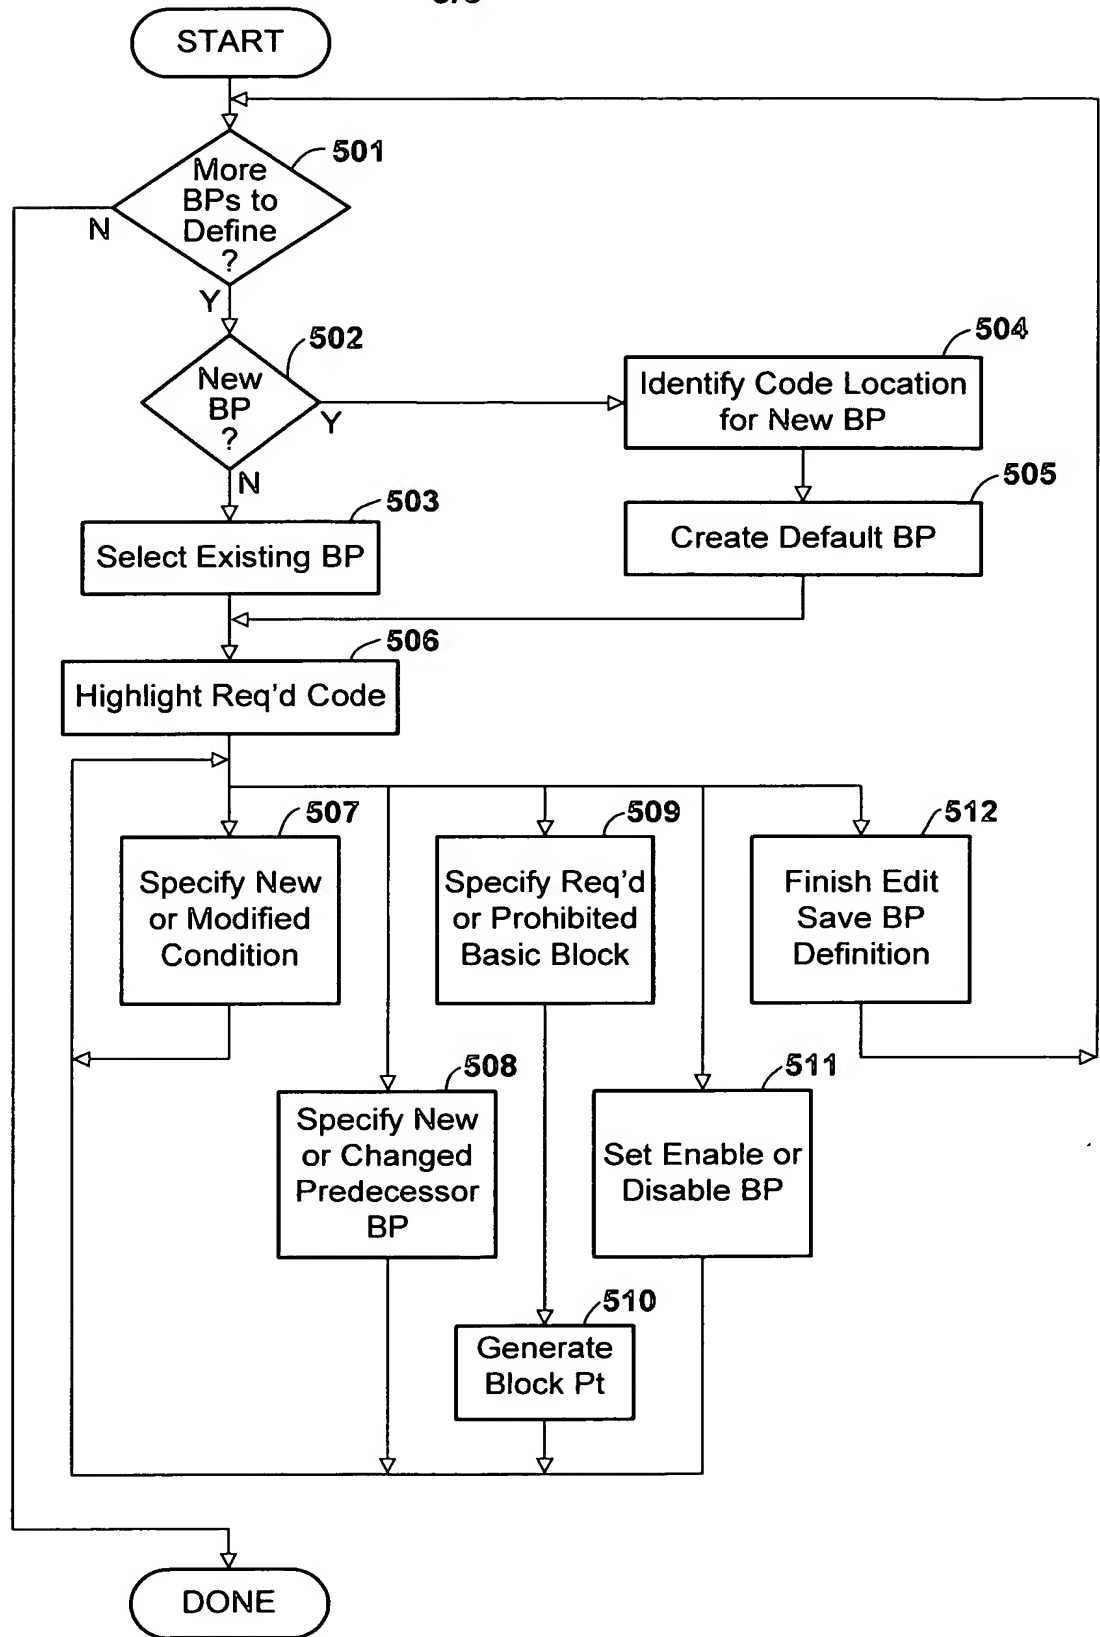 START
501
More
BPs to
Define
?
N
Y
502
New
BP
?
Y
N
504
Identify Code Location
for New BP
503
Select Existing BP
505
Create Default BP
506
Highlight Req'd Code
507
Specify New
or Modified
Condition
509
Specify Req'd
or Prohibited
Basic Block
512
Finish Edit
Save BP
Definition
508
Specify New
or Changed
Predecessor
BP
511
Set Enable or
Disable BP
510
Generate
Block Pt
DONE